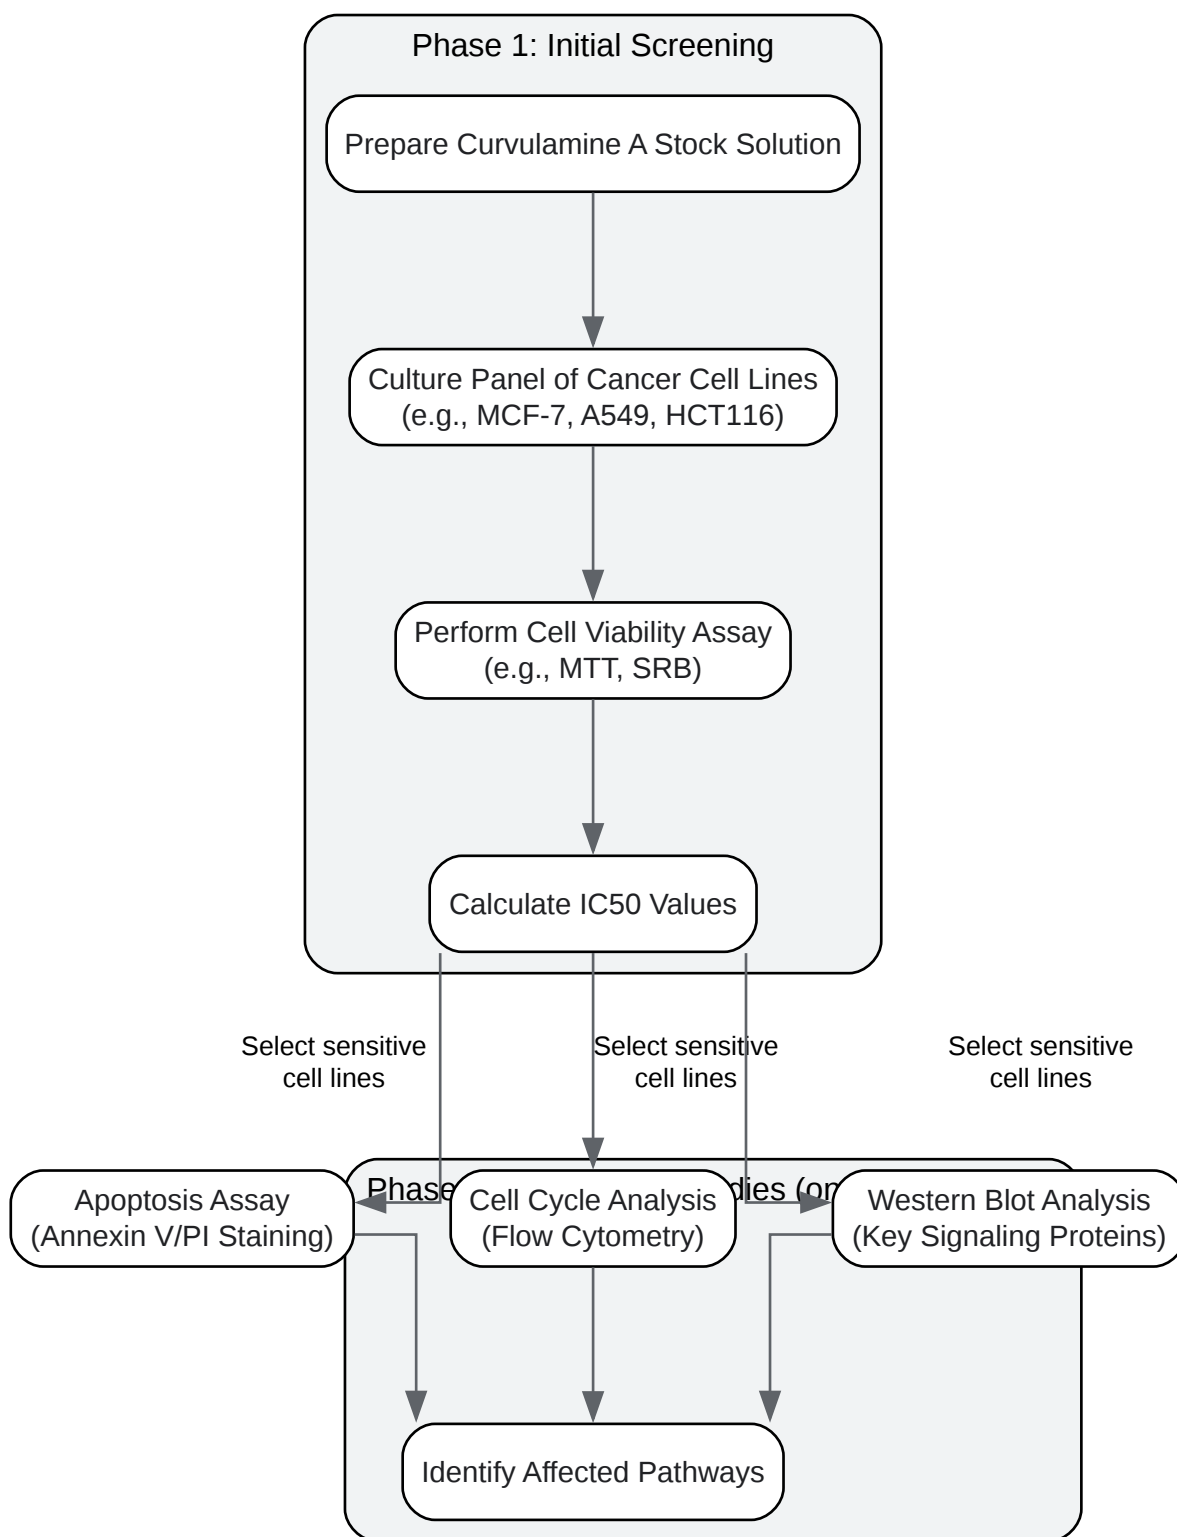 Phase 1: Initial Screening
Prepare Curvulamine A Stock Solution
Culture Panel of Cancer Cell Lines
(e.g., MCF-7, A549, HCT116)
Perform Cell Viability Assay
(e.g., MTT, SRB)
Calculate IC50 Values
Select sensitive
cell lines
Select sensitive
cell lines
Select sensitive
cell lines
Phase
Apoptosis Assay
(Annexin V/PI Staining)
Cell Cycle Analysis
(Flow Cytometry)
Western Blot Analysis
(Key Signaling Proteins)
Identify Affected Pathways